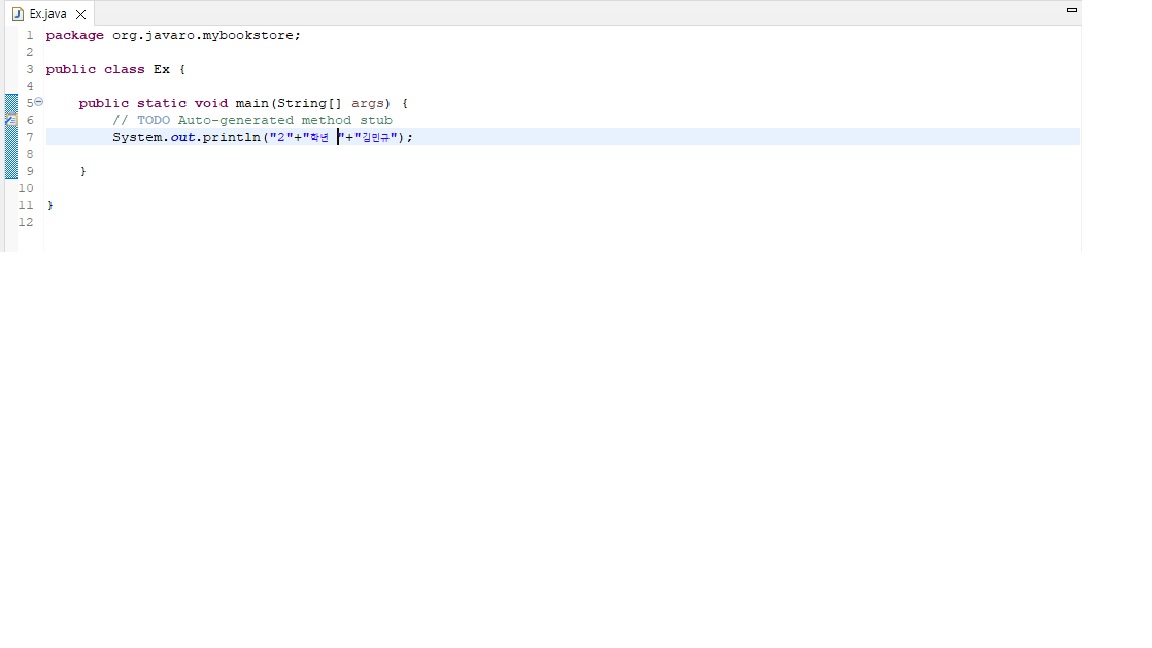 Ex.java
1 package org.javaro.mybookstore;
2
3 public class Ex {
4
5 public static void main(String[] args) {
6 // TODO Auto-generated method stub
7 System.out.println("2"+"학년 "+"김민규");
8
9 }
10
11 }
12